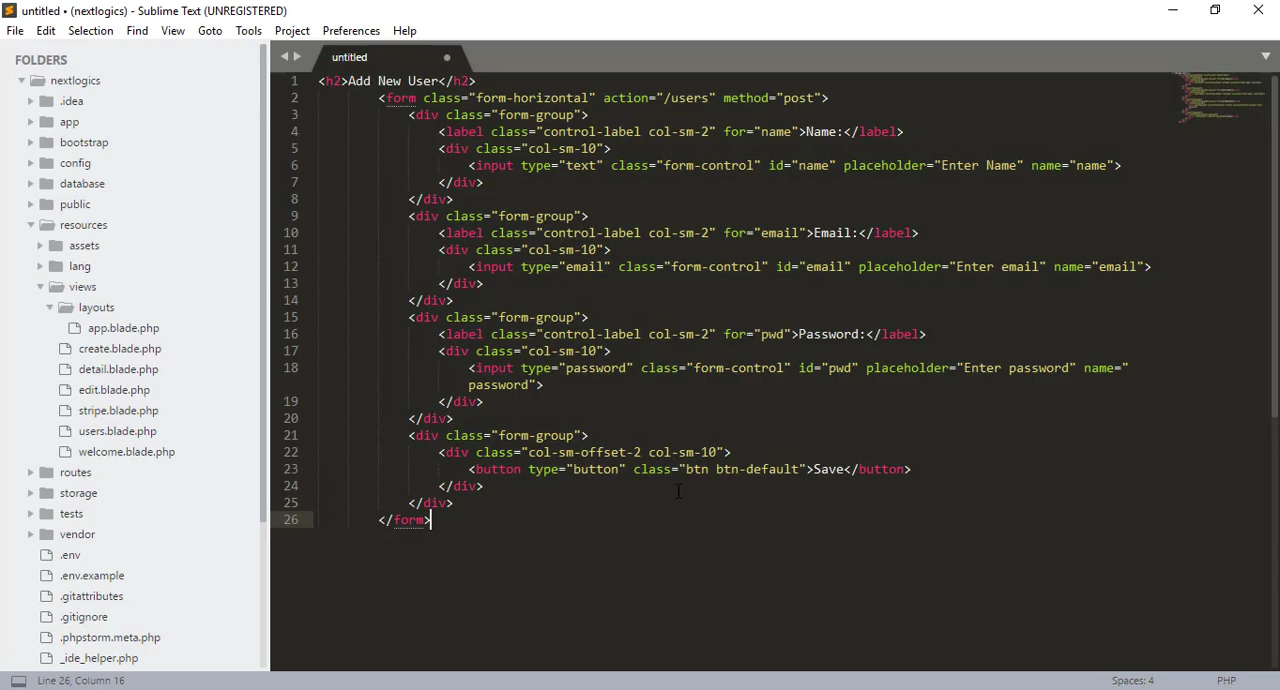 untitled • (nextlogics) - Sublime Text (UNREGISTERED)
File Edit Selection Find View Goto Tools Project Preferences Help
FOLDERS
nextlogics
.idea
app
bootstrap
config
database
public
resources
assets
lang
views
layouts
app.blade.php
create.blade.php
detail.blade.php
edit.blade.php
stripe.blade.php
users.blade.php
welcome.blade.php
routes
storage
tests
vendor
.env
.env.example
.gitattributes
.gitignore
.phpstorm.meta.php
_ide_helper.php
untitled
1 <h2>Add New User</h2>
2 <form class="form-horizontal" action="/users" method="post">
3 <div class="form-group">
4 <label class="control-label col-sm-2" for="name">Name:</label>
5 <div class="col-sm-10">
6 <input type="text" class="form-control" id="name" placeholder="Enter Name" name="name">
7 </div>
8 </div>
9 <div class="form-group">
10 <label class="control-label col-sm-2" for="email">Email:</label>
11 <div class="col-sm-10">
12 <input type="email" class="form-control" id="email" placeholder="Enter email" name="email">
13 </div>
14 </div>
15 <div class="form-group">
16 <label class="control-label col-sm-2" for="pwd">Password:</label>
17 <div class="col-sm-10">
18 <input type="password" class="form-control" id="pwd" placeholder="Enter password" name="
password">
19 </div>
20 </div>
21 <div class="form-group">
22 <div class="col-sm-offset-2 col-sm-10">
23 <button type="button" class="btn btn-default">Save</button>
24 </div>
25 </div>
26 </form>
Line 26, Column 16
Spaces: 4
PHP